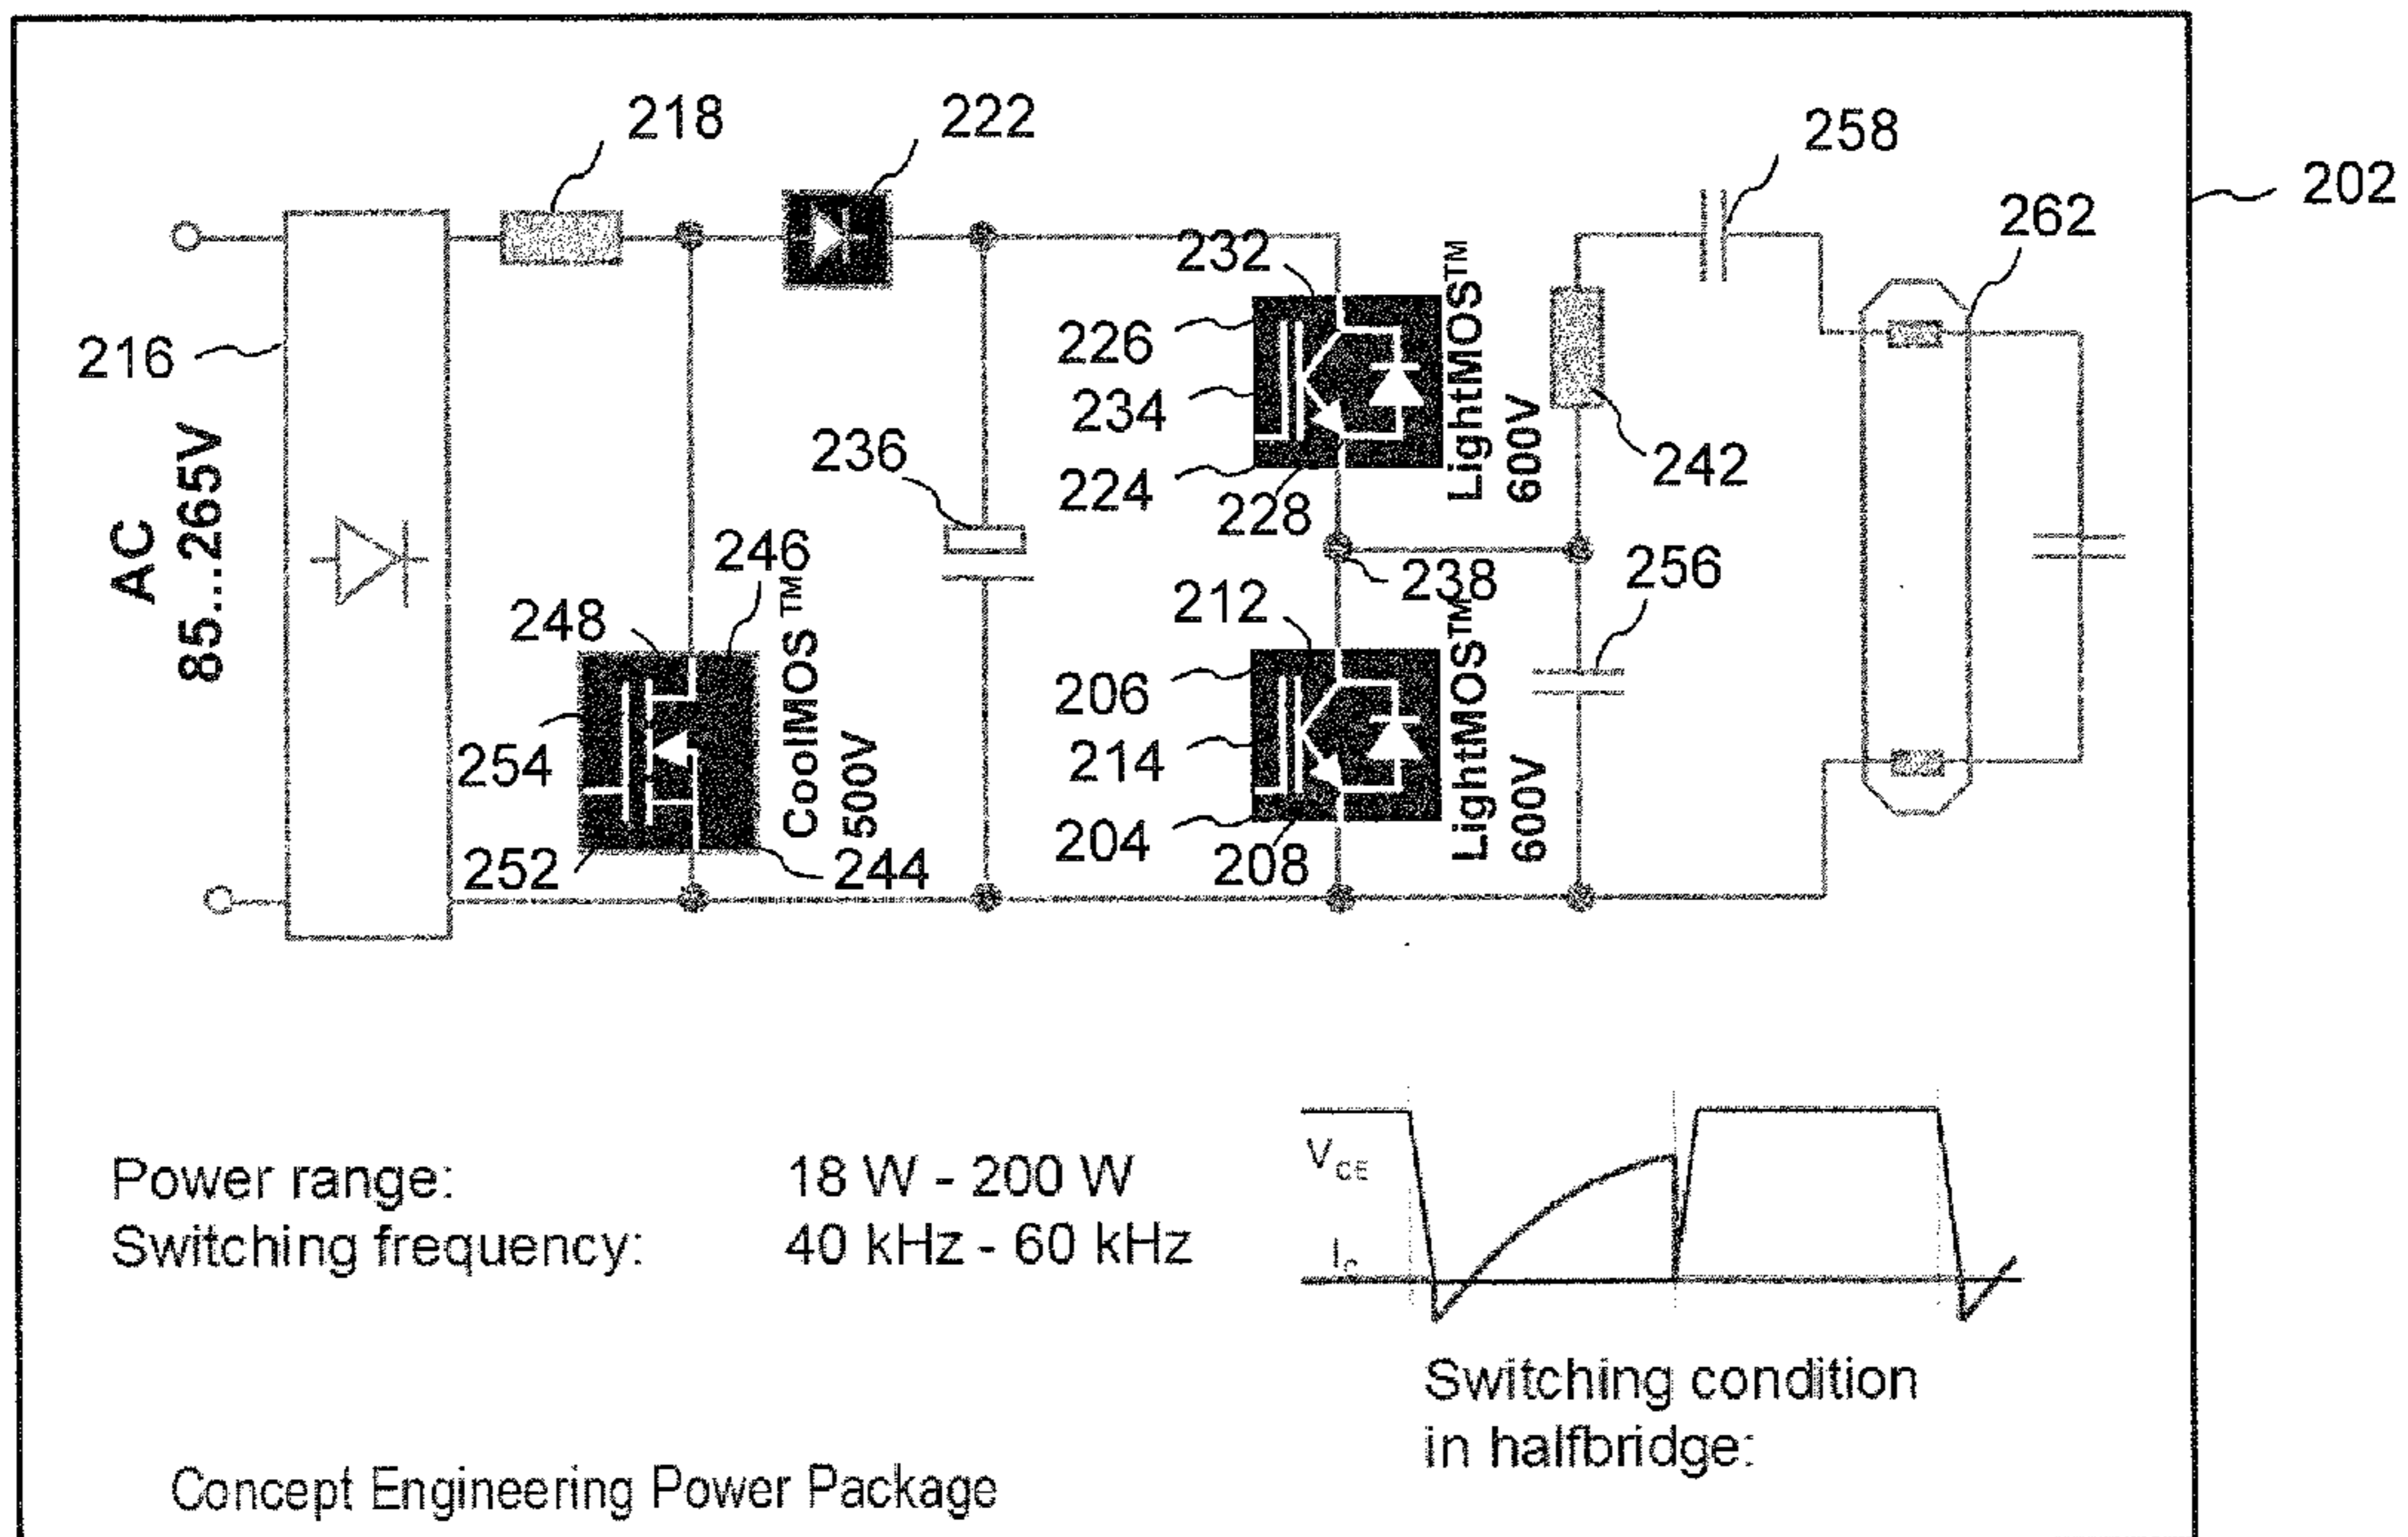 218
222
258
202
262
232
LightMOS™
600V
226
216
234
AC
85...265V
236
242
224
228
246
238
256
248
CoolMOS™
500V
212
LightMOS™
600V
206
254
214
204
252
244
208
Power range: 18 W - 200 W
Switching frequency: 40 kHz - 60 kHz
VCE
IC
Switching condition
in halfbridge:
Concept Engineering Power Package